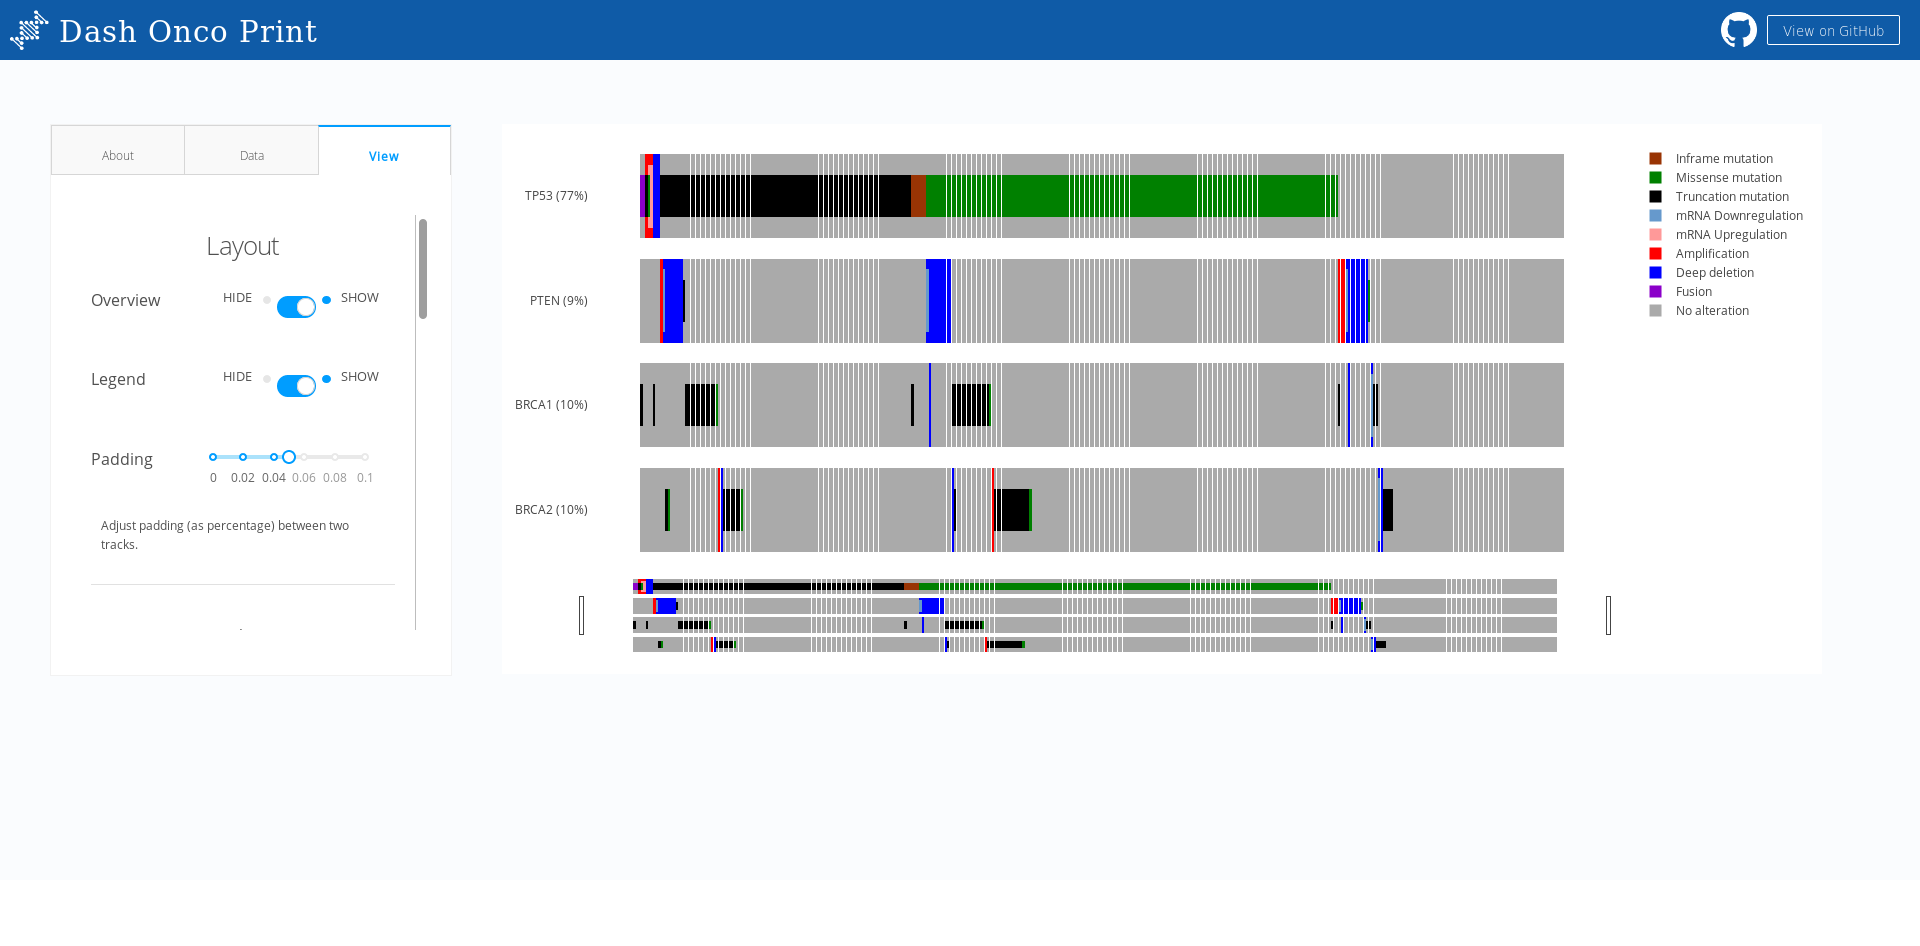 Dash Onco Print
View on GitHub
About
Data
View
Layout
Overview
HIDE
SHOW
Legend
HIDE
SHOW
Padding
0 0.02 0.04 0.06 0.08 0.1
Adjust padding (as percentage) between two
tracks.
TP53 (77%)
PTEN (9%)
BRCA1 (10%)
BRCA2 (10%)
Inframe mutation
Missense mutation
Truncation mutation
mRNA Downregulation
mRNA Upregulation
Amplification
Deep deletion
Fusion
No alteration